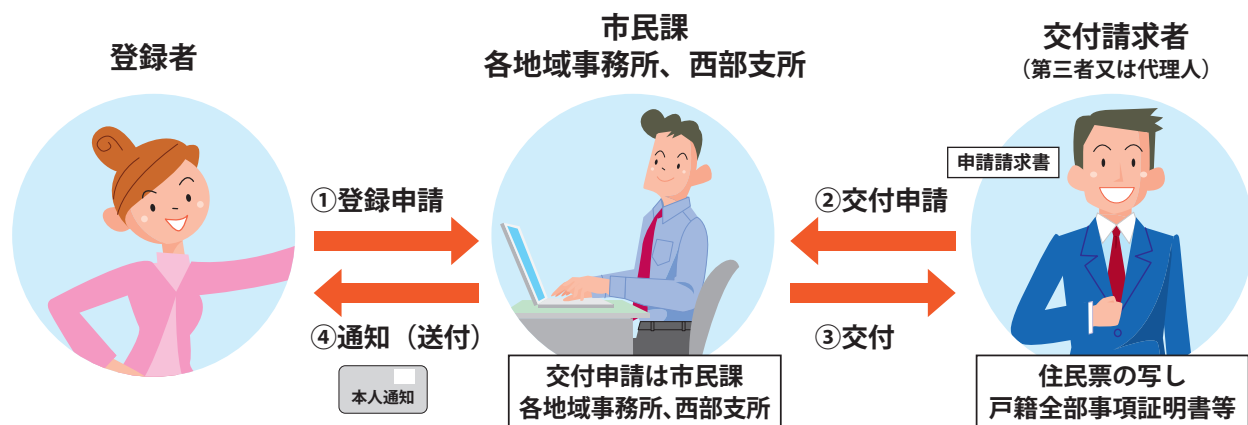 登録者
市民課
各地域事務所、西部支所
交付請求者
（第三者又は代理人）
申請請求書
①登録申請
②交付申請
④通知（送付）
③交付
本人通知
交付申請は市民課
各地域事務所、西部支所
住民票の写し
戸籍全部事項証明書等